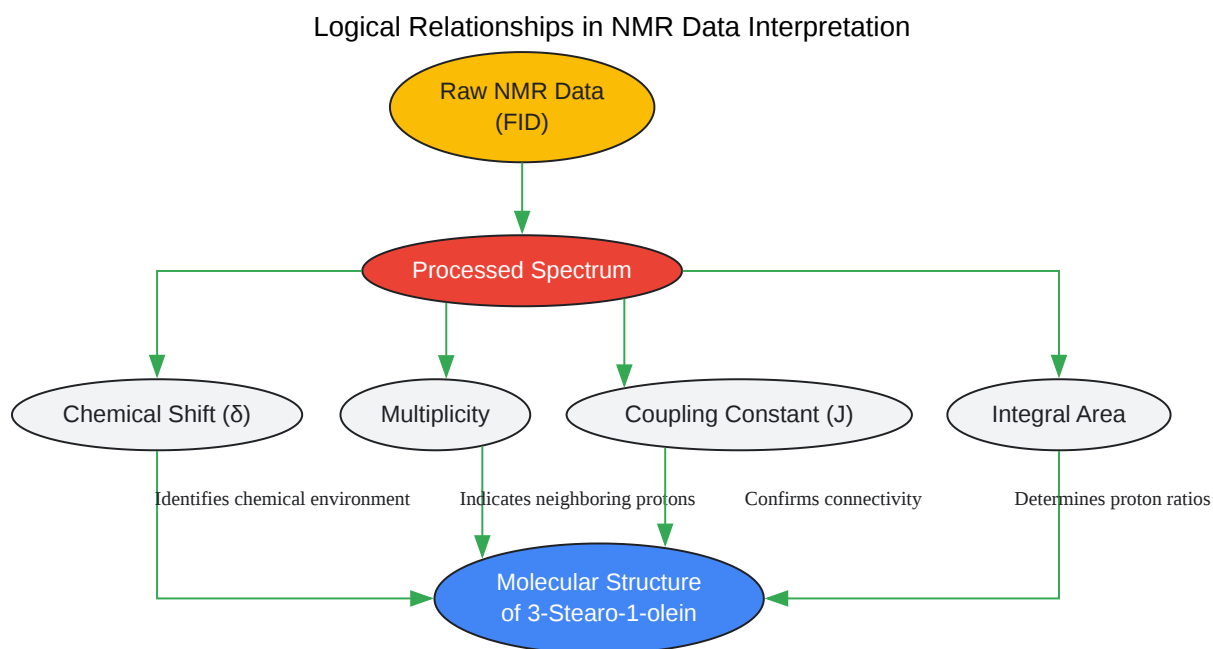 Logical Relationships in NMR Data Interpretation
Raw NMR Data
(FID)
Processed Spectrum
Chemical Shift (δ)
Multiplicity
Coupling Constant (J)
Integral Area
Identifies chemical environment
Indicates neighboring protons
Confirms connectivity
Determines proton ratios
Molecular Structure
of 3-Stearo-1-olein